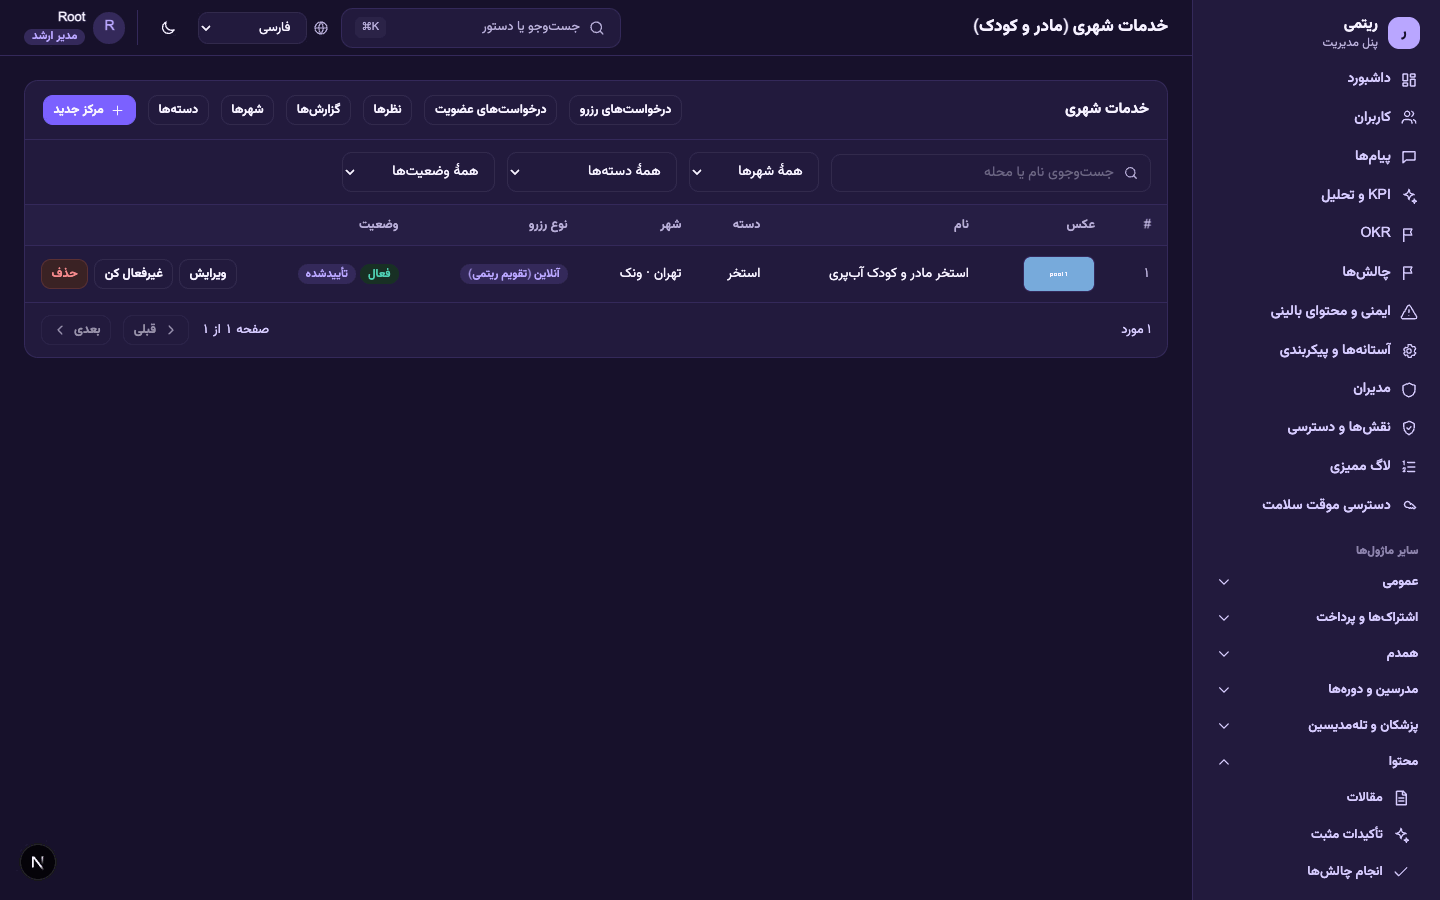 ر
ریتمی
پنل مدیریت
داشبورد
کاربران
پیام‌ها
KPI و تحلیل
OKR
چالش‌ها
ایمنی و محتوای بالینی
آستانه‌ها و پیکربندی
مدیران
نقش‌ها و دسترسی
لاگ ممیزی
دسترسی موقت سلامت
سایر ماژول‌ها
عمومی
اشتراک‌ها و پرداخت
همدم
مدرسین و دوره‌ها
پزشکان و تله‌مدیسین
محتوا
مقالات
تأکیدات مثبت
انجام چالش‌ها
خدمات شهری (مادر و کودک)
جست‌وجو یا دستور ⌘K
فارسی
R
Root
مدیر ارشد
خدمات شهری
درخواست‌های رزرو
درخواست‌های عضویت
نظرها
گزارش‌ها
شهرها
دسته‌ها
مرکز جدید
جست‌وجوی نام یا محله
همهٔ شهرها
همهٔ دسته‌ها
همهٔ وضعیت‌ها
# عکس نام دسته شهر نوع رزرو وضعیت
۱ pool 1 استخر مادر و کودک آب‌پری استخر تهران · ونک آنلاین (تقویم ریتمی) فعال تأییدشده ویرایش غیرفعال کن حذف
۱ مورد
صفحه ۱ از ۱
قبلی
بعدی
N